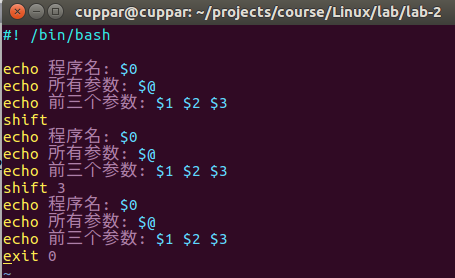 cuppar@cuppar: ~/projects/course/Linux/lab/lab-2
#! /bin/bash
echo 程序名: $0
echo 所有参数: $@
echo 前三个参数: $1 $2 $3
shift
echo 程序名: $0
echo 所有参数: $@
echo 前三个参数: $1 $2 $3
shift 3
echo 程序名: $0
echo 所有参数: $@
echo 前三个参数: $1 $2 $3
exit 0
~